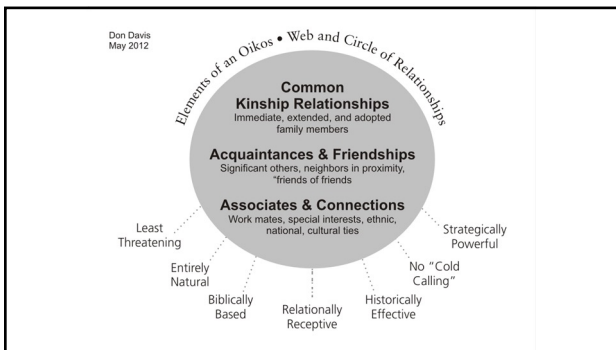 Don Davis
May 2012
Elements of an Oikos • Web and Circle of Relationships
Common
Kinship Relationships
Immediate, extended, and adopted
family members
Acquaintances & Friendships
Significant others, neighbors in proximity,
"friends of friends
Associates & Connections
Work mates, special interests, ethnic,
national, cultural ties
Least
Threatening
Entirely
Natural
Biblically
Based
Relationally
Receptive
Historically
Effective
No "Cold
Calling"
Strategically
Powerful